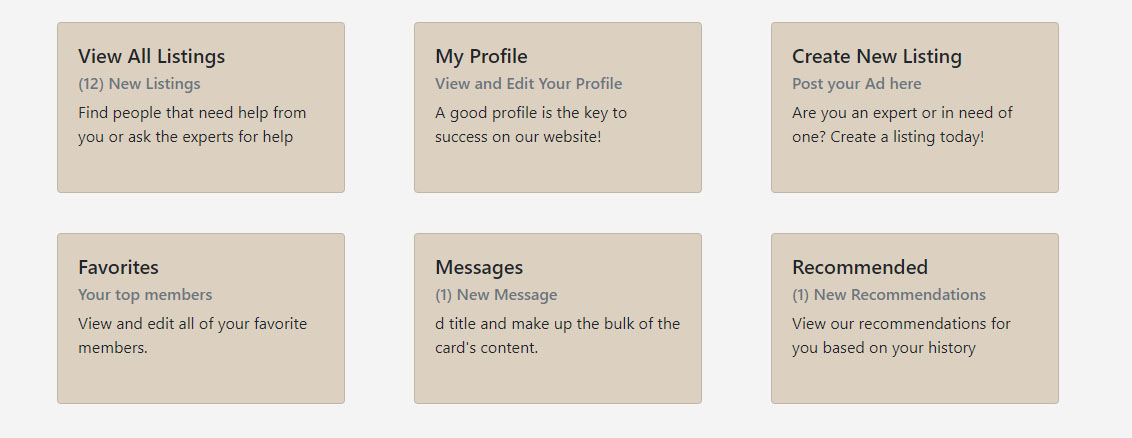 View All Listings
(12) New Listings
Find people that need help from
you or ask the experts for help
My Profile
View and Edit Your Profile
A good profile is the key to
success on our website!
Create New Listing
Post your Ad here
Are you an expert or in need of
one? Create a listing today!
Favorites
Your top members
View and edit all of your favorite
members.
Messages
(1) New Message
d title and make up the bulk of the
card's content.
Recommended
(1) New Recommendations
View our recommendations for
you based on your history